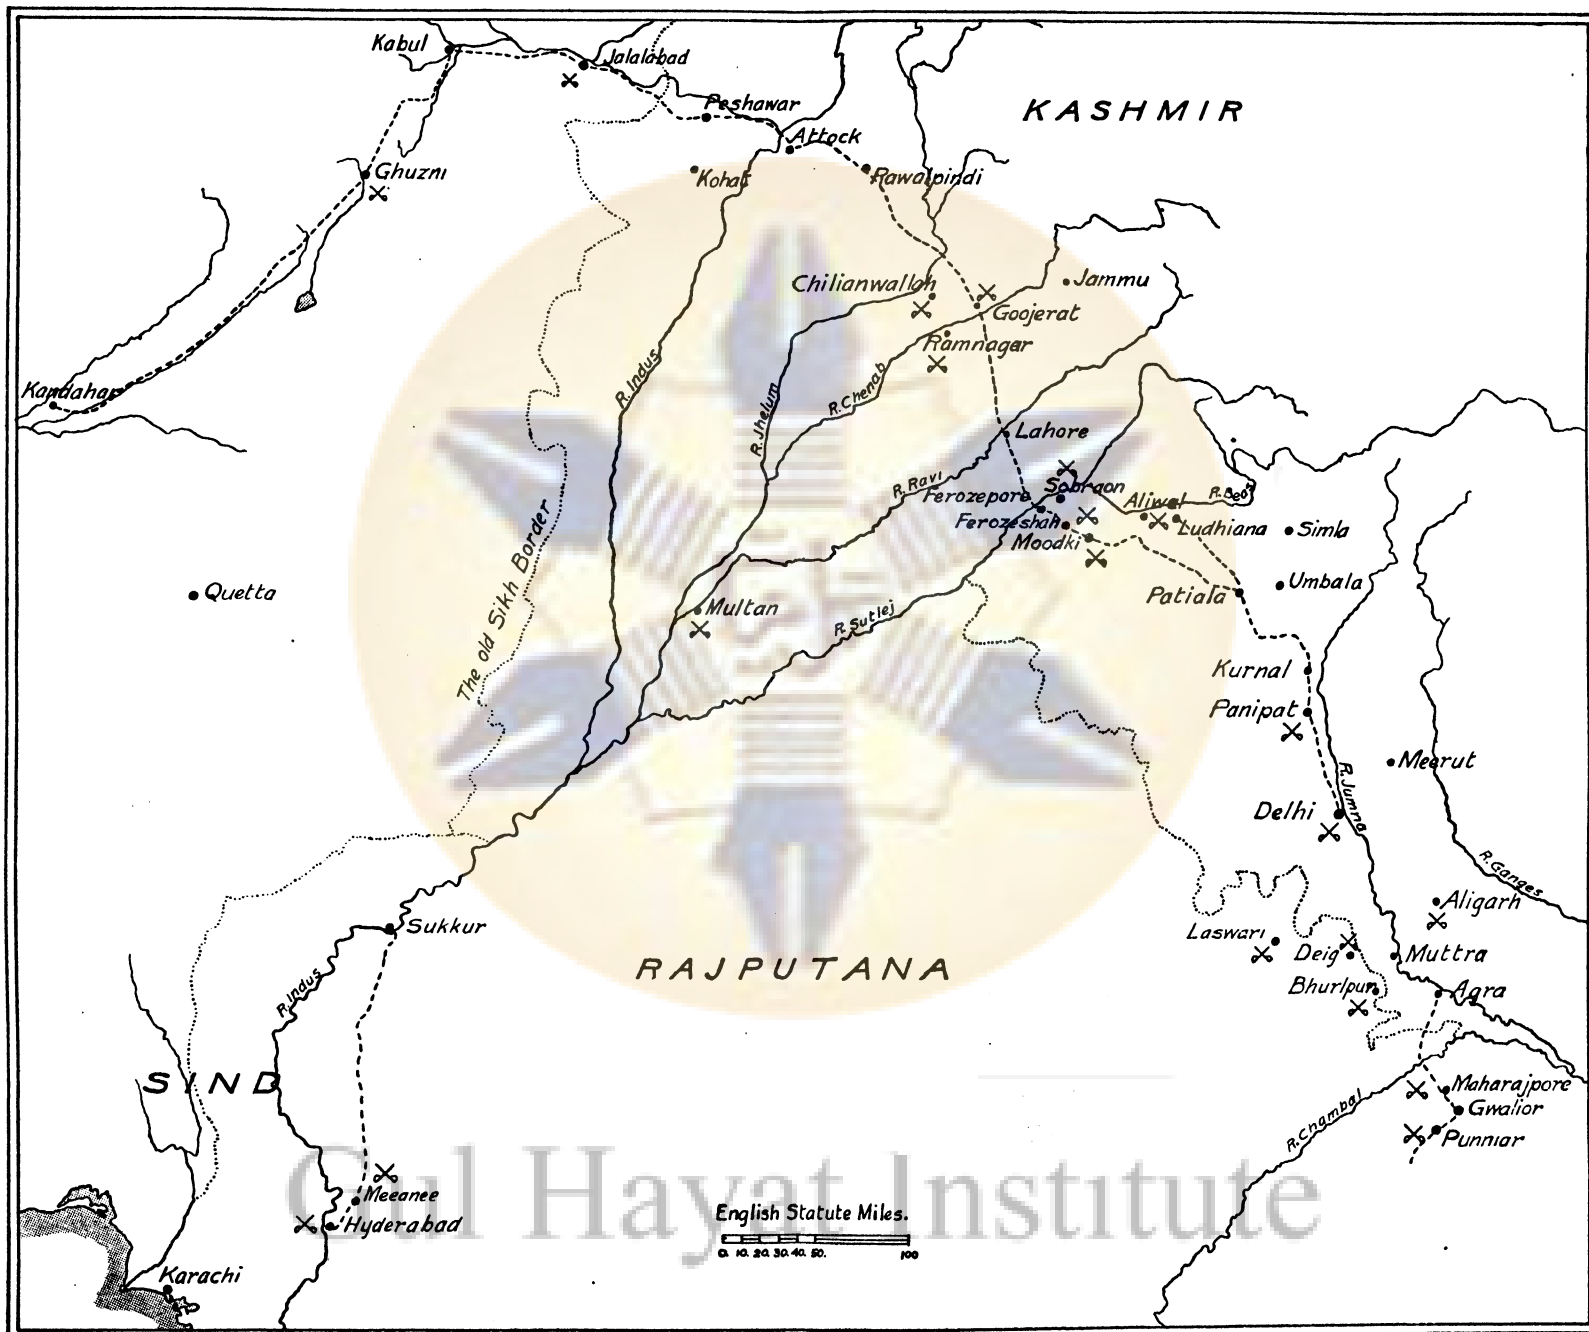 Kabul
Jalalabad
Peshawar
KASHMIR
Attock
Ghuzni
Kohat
Rawalpindi
Chilianwallah
Jammu
Goojerat
Ramnagar
Kandahar
R. Indus
R. Jhelum
R. Chenab
Lahore
R. Ravi
Ferozepore
Sobraon
Aliwal
R. Beas
Ferozeshah
Ludhiana
Simla
Moodki
The old Sikh Border
Quetta
Multan
R. Sutlej
Patiala
Umbala
Kurnal
Panipat
Meerut
R. Jumna
Delhi
R. Ganges
Aligarh
Sukkur
Laswari
Deig
Muttra
RAJPUTANA
Bhurtpur
Agra
R. Indus
SIND
Maharajpore
Gwalior
R. Chambal
Punniar
Gul Hayat Institute
Meeanee
Hyderabad
English Statute Miles.
0. 10. 20. 30. 40. 50. 100
Karachi